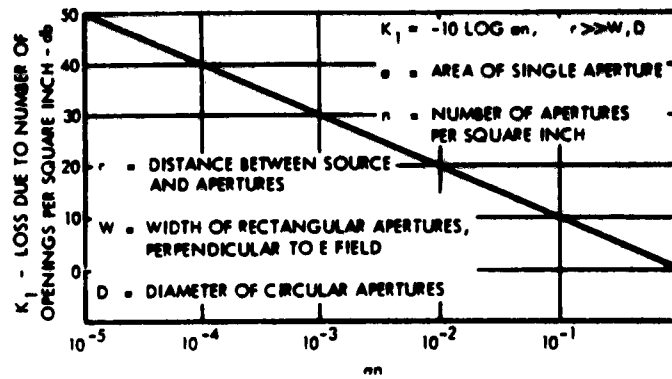 K₁ - LOSS DUE TO NUMBER OF
OPENINGS PER SQUARE INCH - db
50
40
30
20
10
0
K₁ = -10 LOG an, r>>W,D
a = AREA OF SINGLE APERTURE
n = NUMBER OF APERTURES
PER SQUARE INCH
r = DISTANCE BETWEEN SOURCE
AND APERTURES
W = WIDTH OF RECTANGULAR APERTURES,
PERPENDICULAR TO E FIELD
D = DIAMETER OF CIRCULAR APERTURES
10⁻⁵ 10⁻⁴ 10⁻³ 10⁻² 10⁻¹
an